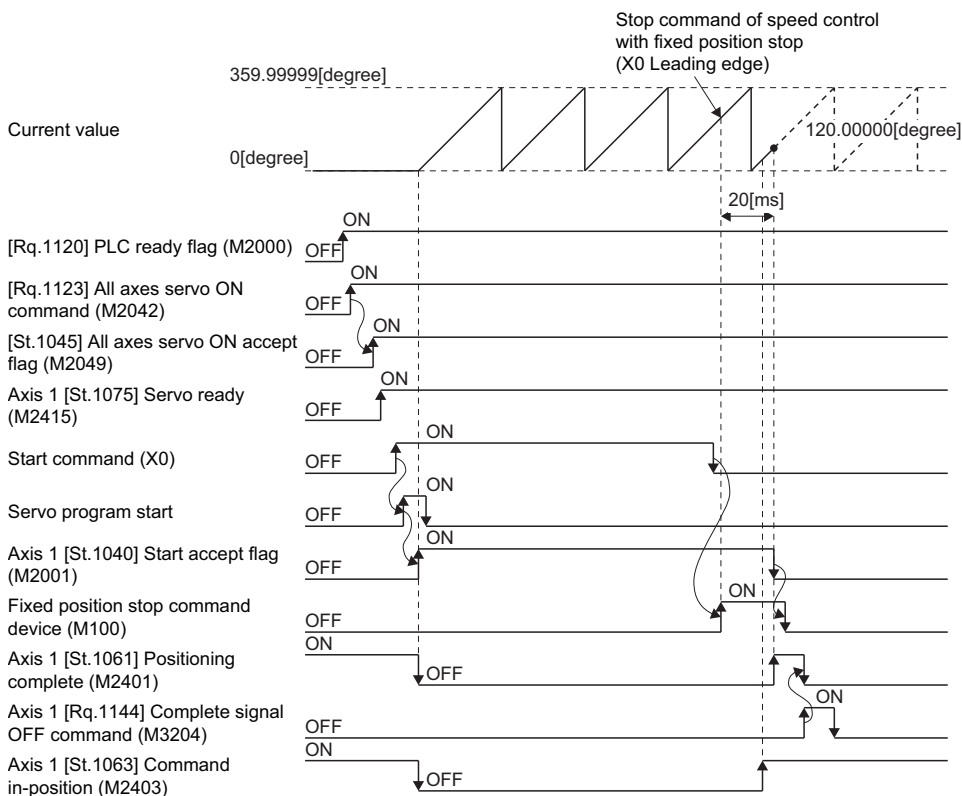 Stop command of speed control
with fixed position stop
(X0 Leading edge)
359.99999[degree]
Current value
120.00000[degree]
0[degree]
20[ms]
ON
[Rq.1120] PLC ready flag (M2000)
OFF
ON
[Rq.1123] All axes servo ON
command (M2042)
OFF
ON
[St.1045] All axes servo ON accept
flag (M2049)
OFF
ON
Axis 1 [St.1075] Servo ready
(M2415)
OFF
ON
Start command (X0)
OFF
ON
Servo program start
OFF
ON
Axis 1 [St.1040] Start accept flag
(M2001)
OFF
ON
Fixed position stop command
device (M100)
OFF
ON
Axis 1 [St.1061] Positioning
complete (M2401)
OFF
ON
Axis 1 [Rq.1144] Complete signal
OFF command (M3204)
OFF
ON
Axis 1 [St.1063] Command
in-position (M2403)
OFF